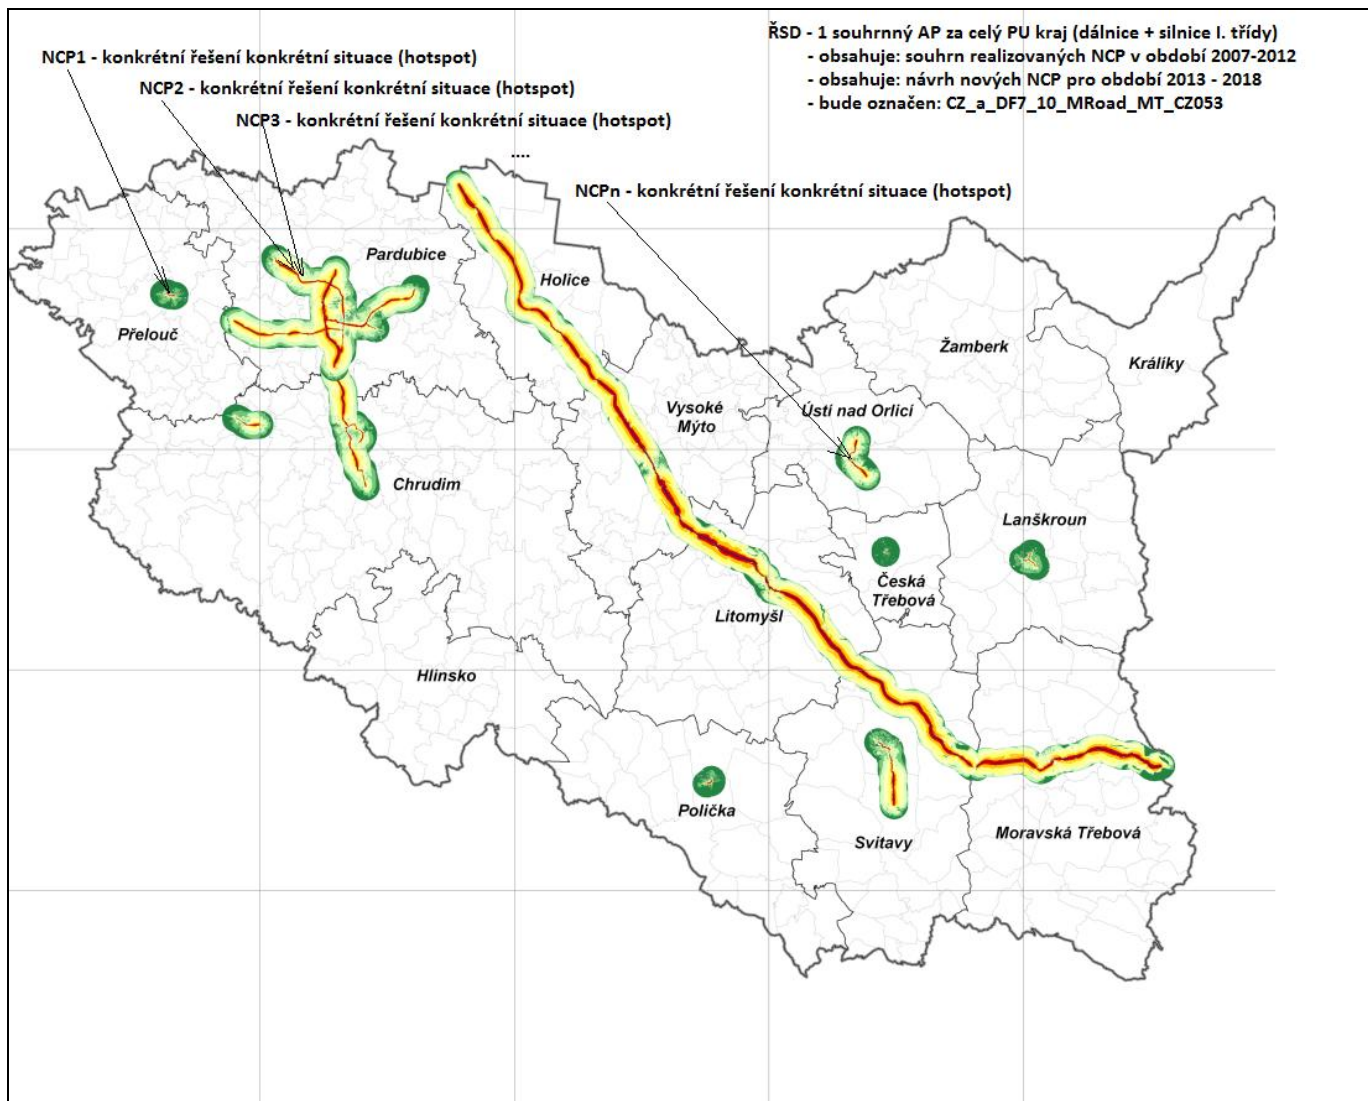 ŘSD - 1 souhrnný AP za celý PU kraj (dálnice + silnice I. třídy)
- obsahuje: souhrn realizovaných NCP v období 2007-2012
- obsahuje: návrh nových NCP pro období 2013 - 2018
- bude označen: CZ_a_DF7_10_MRoad_MT_CZ053
NCP1 - konkrétní řešení konkrétní situace (hotspot)
NCP2 - konkrétní řešení konkrétní situace (hotspot)
NCP3 - konkrétní řešení konkrétní situace (hotspot)
....
NCPn - konkrétní řešení konkrétní situace (hotspot)
Pardubice
Holice
Přelouč
Žamberk
Králíky
Vysoké
Mýto
Ústí nad Orlicí
Chrudim
Lanškroun
Česká
Třebová
Litomyšl
Hlinsko
Polička
Svitavy
Moravská Třebová